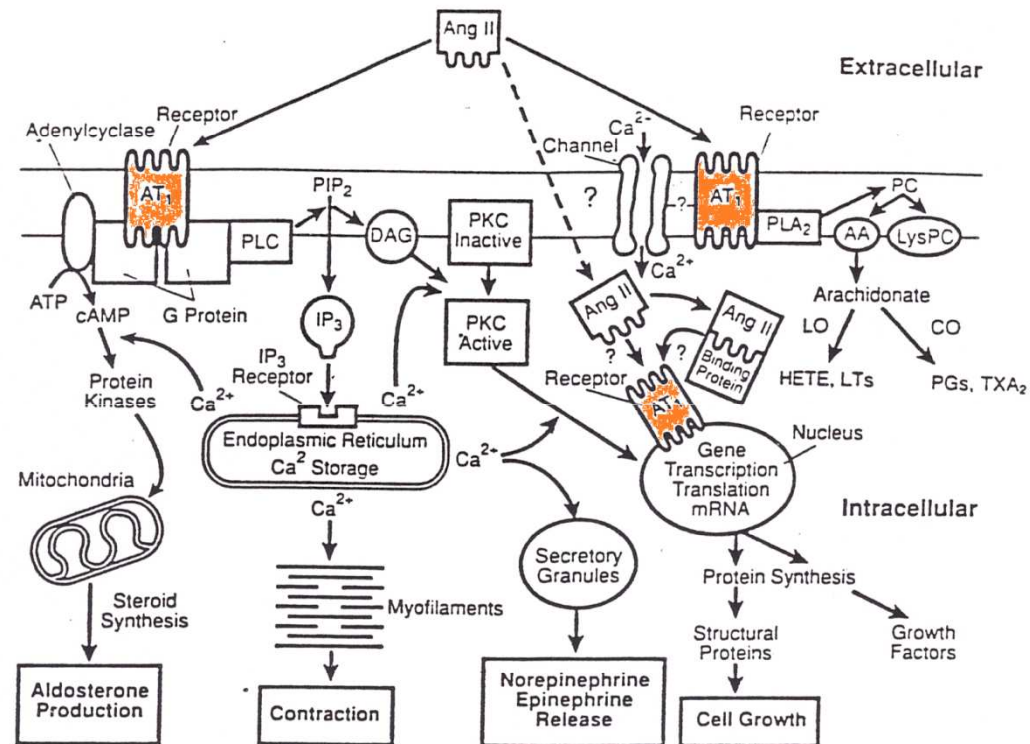 Ang II
Extracellular
Receptor
Adenylcyclase
AT1
PIP2
PLC
DAG
PKC
Inactive
Channel
Ca2-
?
Ca2+
-?-
Receptor
AT1
PLA2
PC
AA
LysPC
ATP
cAMP
G Protein
IP3
PKC
Active
Ang II
?
Ang II
Binding
Protein
?
Arachidonate
LO
CO
HETE, LTs
PGs, TXA2
Protein
Kinases
Ca2+
IP3
Receptor
Ca2+
Receptor
AT1
Endoplasmic Reticulum
Ca2 Storage
Ca2+
Nucleus
Gene
Transcription
Translation
mRNA
Mitochondria
Ca2+
Intracellular
Secretory
Granules
Protein Synthesis
Steroid
Synthesis
Myofilaments
Structural
Proteins
Growth
Factors
Aldosterone
Production
Contraction
Norepinephrine
Epinephrine
Release
Cell Growth